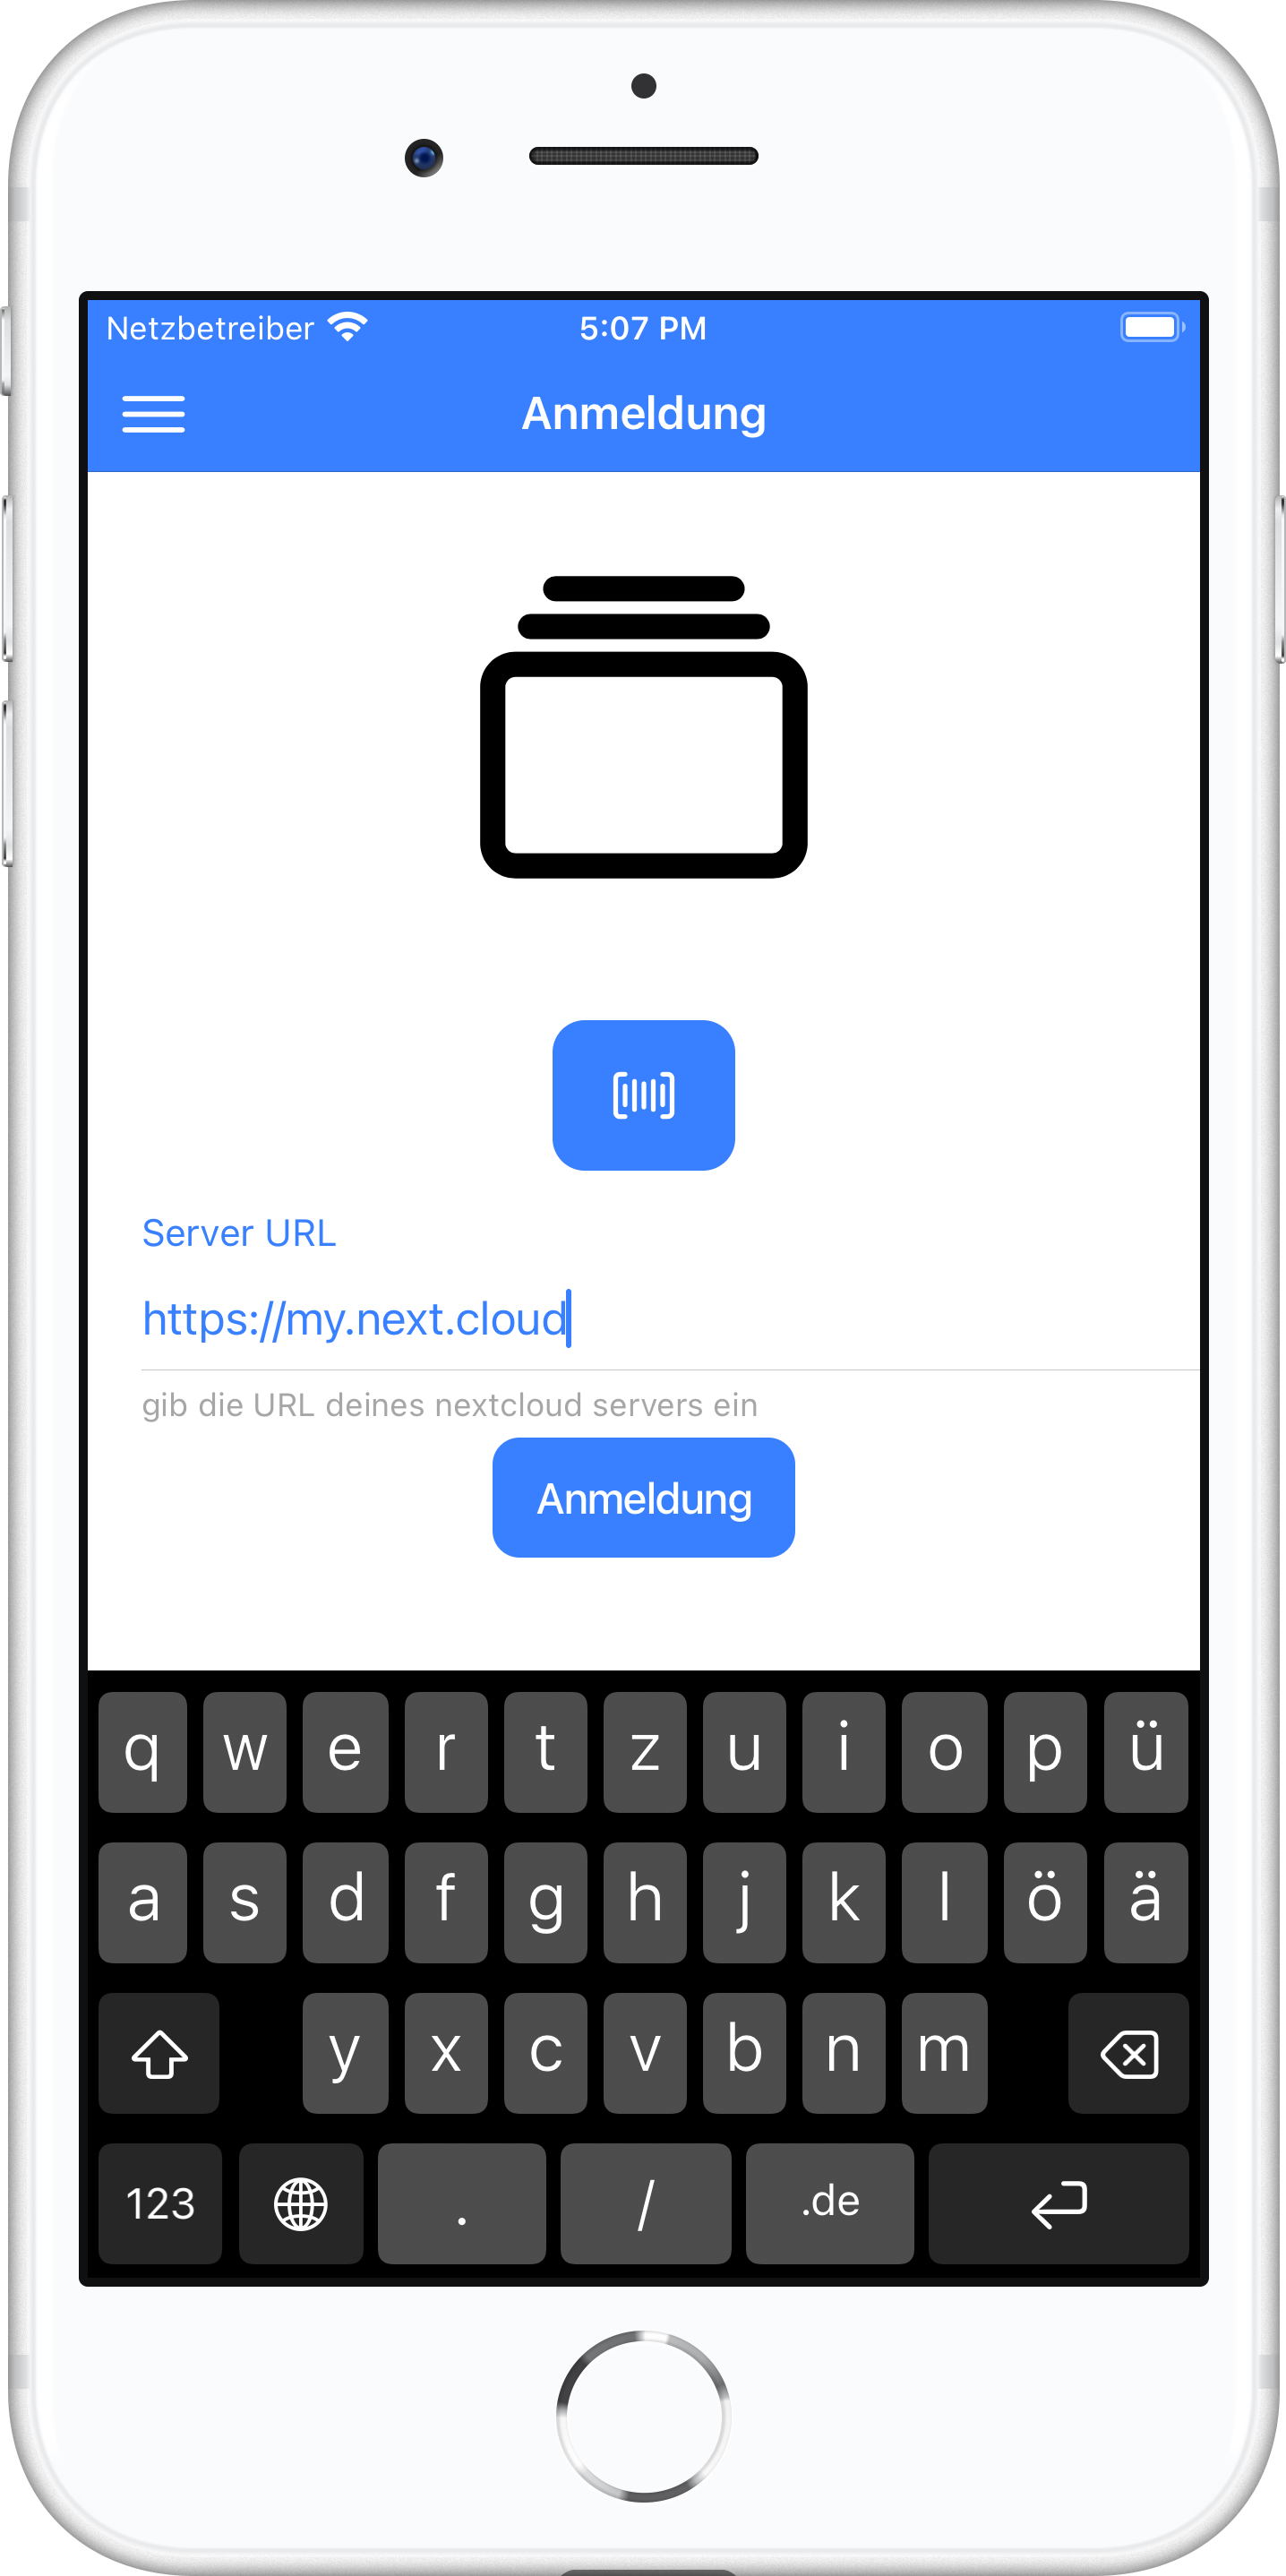 Netzbetreiber 5:07 PM
Anmeldung
Server URL
https://my.next.cloud
gib die URL deines nextcloud servers ein
Anmeldung
q w e r t z u i o p ü
a s d f g h j k l ö ä
y x c v b n m
123 . / .de